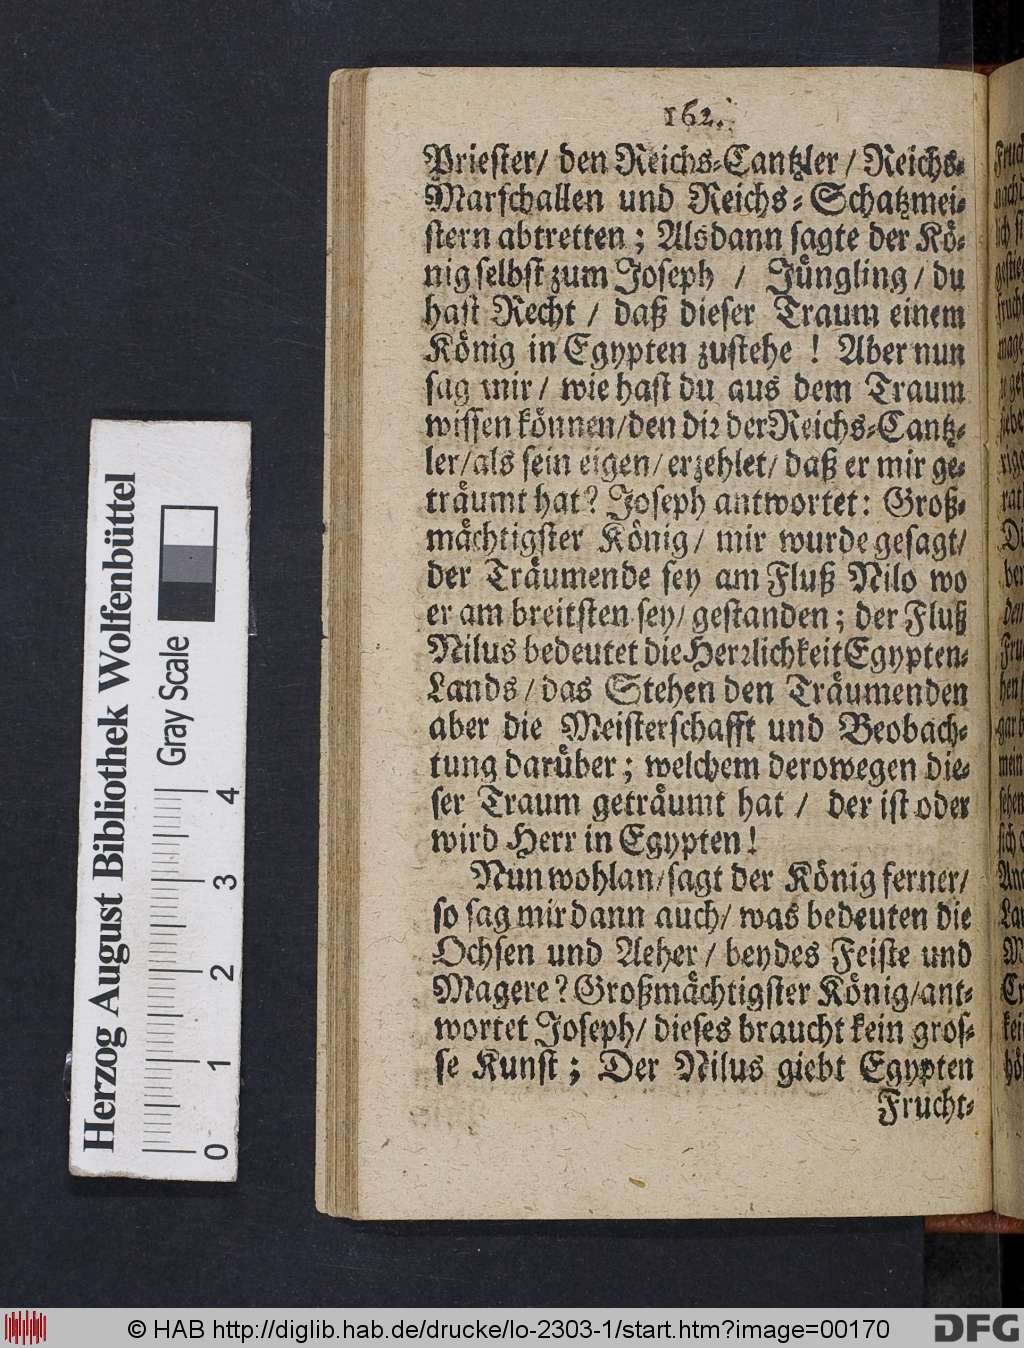 162.
Priester/ den Reichs-Cantzler / Reichs-
Marschallen und Reichs-Schatzmei-
stern abtretten; Alsdann sagte der Kö-
nig selbst zum Joseph / Jüngling / du
hast Recht / daß dieser Traum einem
König in Egypten zustehe ! Aber nun
sag mir / wie hast du aus dem Traum
wissen können/den dir der Reichs-Cantz-
ler/als sein eigen/ erzehlet/ daß er mir ge-
träumt hat? Joseph antwortet: Groß-
mächtigster König/ mir wurde gesagt/
der Träumende sey am Fluß Nilo wo
er am breitsten sey/ gestanden; der Fluß
Nilus bedeutet die Herrlichkeit Egypten-
Lands / das Stehen den Träumenden
aber die Meisterschafft und Beobach-
tung darüber; welchem derowegen die-
ser Traum geträumt hat / der ist oder
wird Herr in Egypten!
Nun wohlan/sagt der König ferner/
so sag mir dann auch/ was bedeuten die
Ochsen und Aeher / beydes Feiste und
Magere? Großmächtigster König/ant-
wortet Joseph/ dieses braucht kein gros-
se Kunst; Der Nilus giebt Egypten
Frucht-
Herzog August Bibliothek Wolfenbüttel
Gray Scale
0 1 2 3 4
© HAB http://diglib.hab.de/drucke/lo-2303-1/start.htm?image=00170
DFG